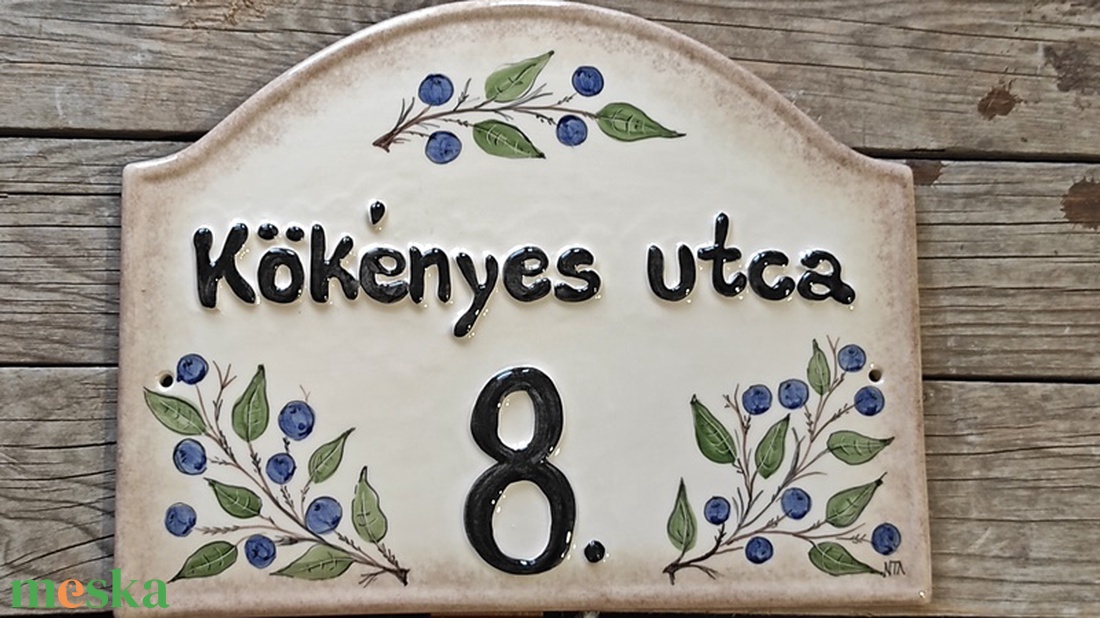 Kökényes utca
8.
NTA
meska